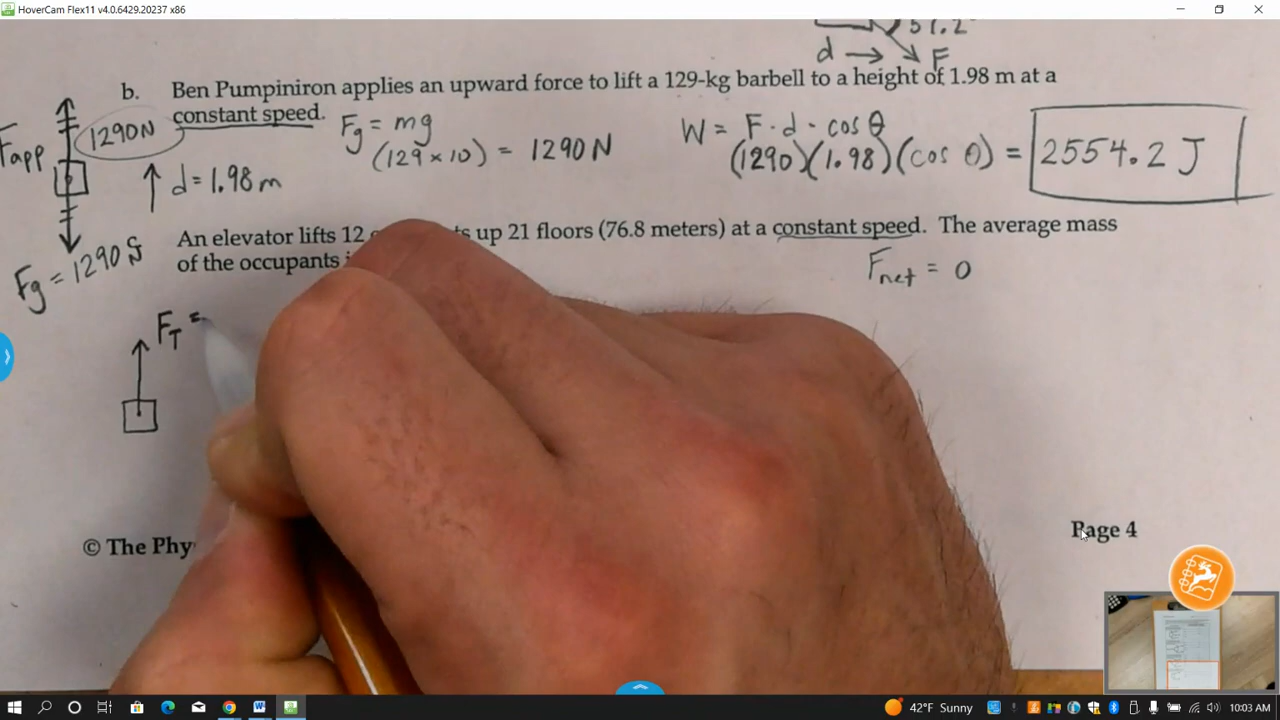 HoverCam Flex11 v4.0.6429.20237 x86
51.2
d → F
b. Ben Pumpiniron applies an upward force to lift a 129-kg barbell to a height of 1.98 m at a
constant speed.
Fapp
1290N
Fg = mg
(129 × 10) = 1290 N
W = F · d · cos θ
(1290)(1.98)(cos θ) = 2554.2 J
d = 1.98 m
Fg = 1290
An elevator lifts 12 up 21 floors (76.8 meters) at a constant speed. The average mass
of the occupants
Fnet = 0
FT =
© The Phy
Page 4
42°F Sunny
10:03 AM